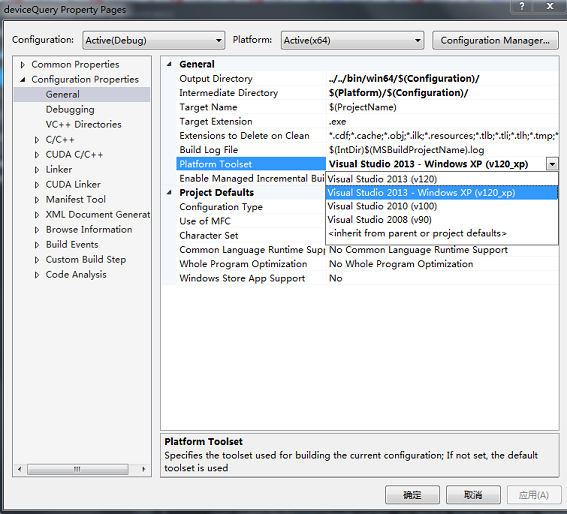 deviceQuery Property Pages
Configuration: Active(Debug) Platform: Active(x64) Configuration Manager...
Common Properties
Configuration Properties
General
Debugging
VC++ Directories
C/C++
CUDA C/C++
Linker
CUDA Linker
Manifest Tool
XML Document Generat
Browse Information
Build Events
Custom Build Step
Code Analysis
General
Output Directory ../../bin/win64/$(Configuration)/
Intermediate Directory $(Platform)/$(Configuration)/
Target Name $(ProjectName)
Target Extension .exe
Extensions to Delete on Clean *.cdf;*.cache;*.obj;*.ilk;*.resources;*.tlb;*.tli;*.tlh;*.tmp;*
Build Log File $(IntDir)$(MSBuildProjectName).log
Platform Toolset Visual Studio 2013 - Windows XP (v120_xp)
Enable Managed Incremental Bui Visual Studio 2013 (v120)
Project Defaults Visual Studio 2013 - Windows XP (v120_xp)
Configuration Type Visual Studio 2010 (v100)
Use of MFC Visual Studio 2008 (v90)
Character Set <inherit from parent or project defaults>
Common Language Runtime Supp No Common Language Runtime Support
Whole Program Optimization No Whole Program Optimization
Windows Store App Support No
Platform Toolset
Specifies the toolset used for building the current configuration; If not set, the default
toolset is used
确定 取消 应用(A)